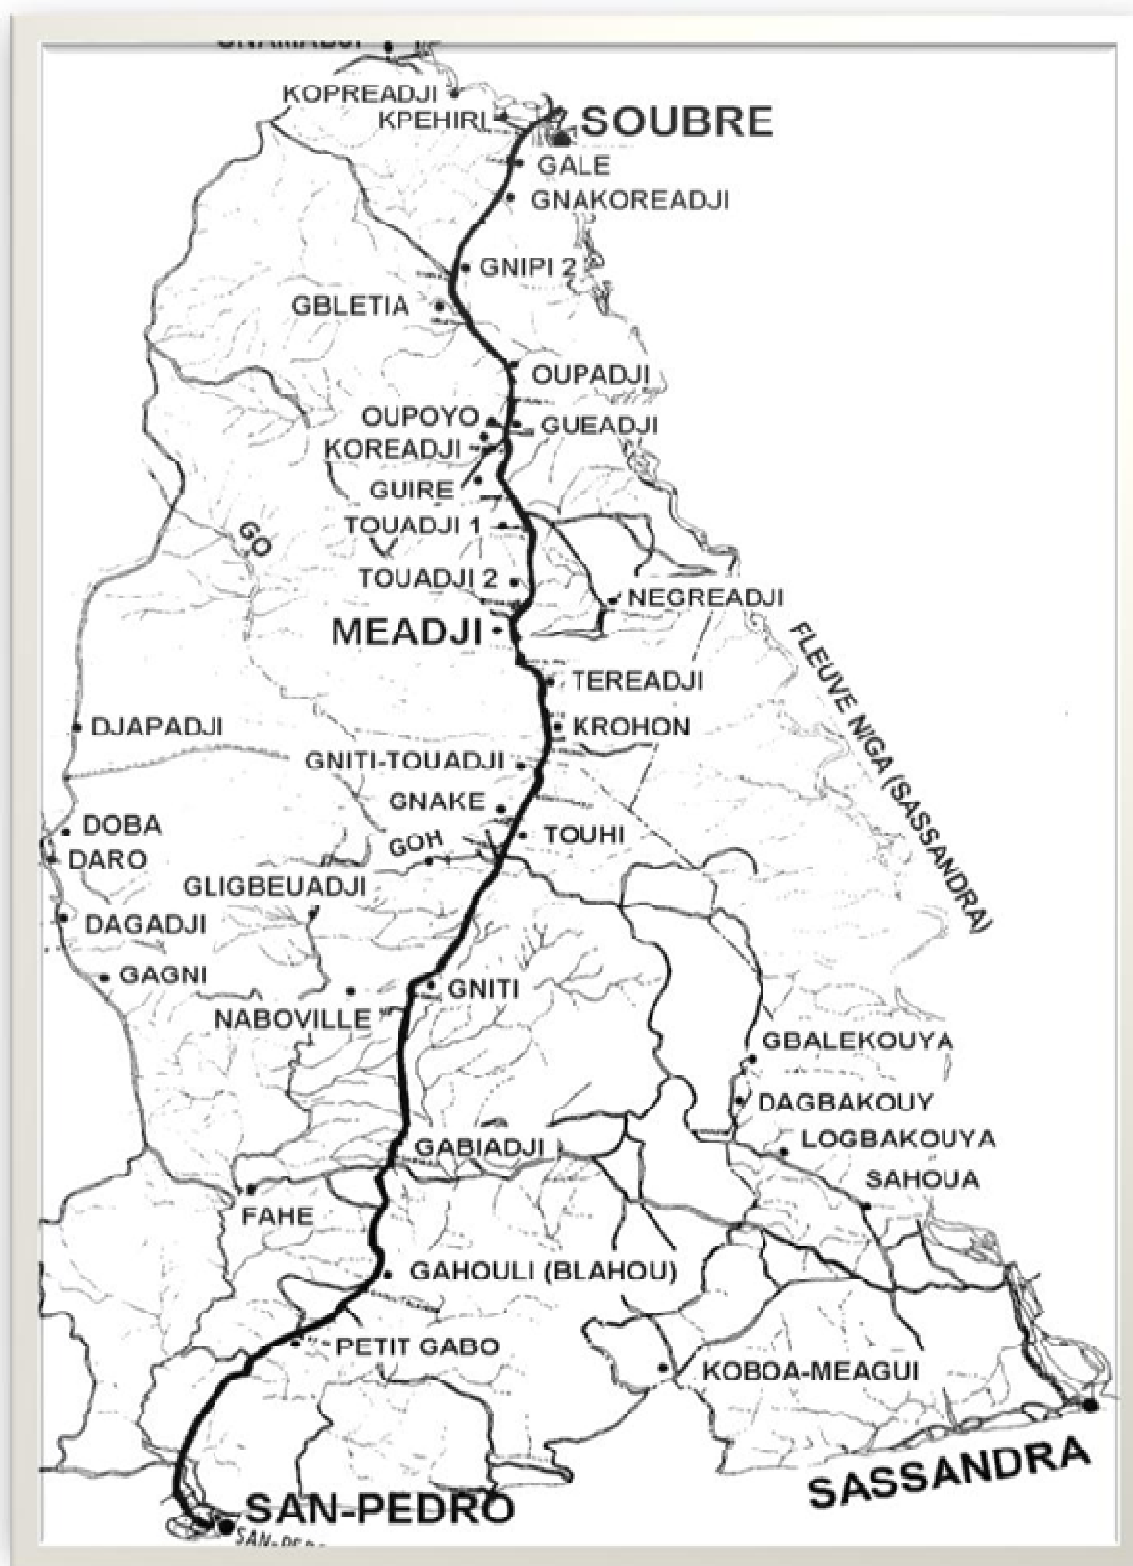 GNAMADJI
KOPREADJI
KPEHIRI
SOUBRE
GALE
GNAKOREADJI
GNIPI 2
GBLETIA
OUPADJI
OUPOYO
GUEADJI
KOREADJI
GUIRE
TOUADJI 1
GO
TOUADJI 2
NEGREADJI
MEADJI
FLEUVE NIGA (SASSANDRA)
TEREADJI
DJAPADJI
KROHON
GNITI-TOUADJI
GNAKE
DOBA
TOUHI
GOH
DARO
GLIGBEUADJI
DAGADJI
GAGNI
GNITI
NABOVILLE
GBALEKOUYA
DAGBAKOUY
LOGBAKOUYA
GABIADJI
SAHOUA
FAHE
GAHOULI (BLAHOU)
PETIT GABO
KOBOA-MEAGUI
SASSANDRA
SAN-PEDRO